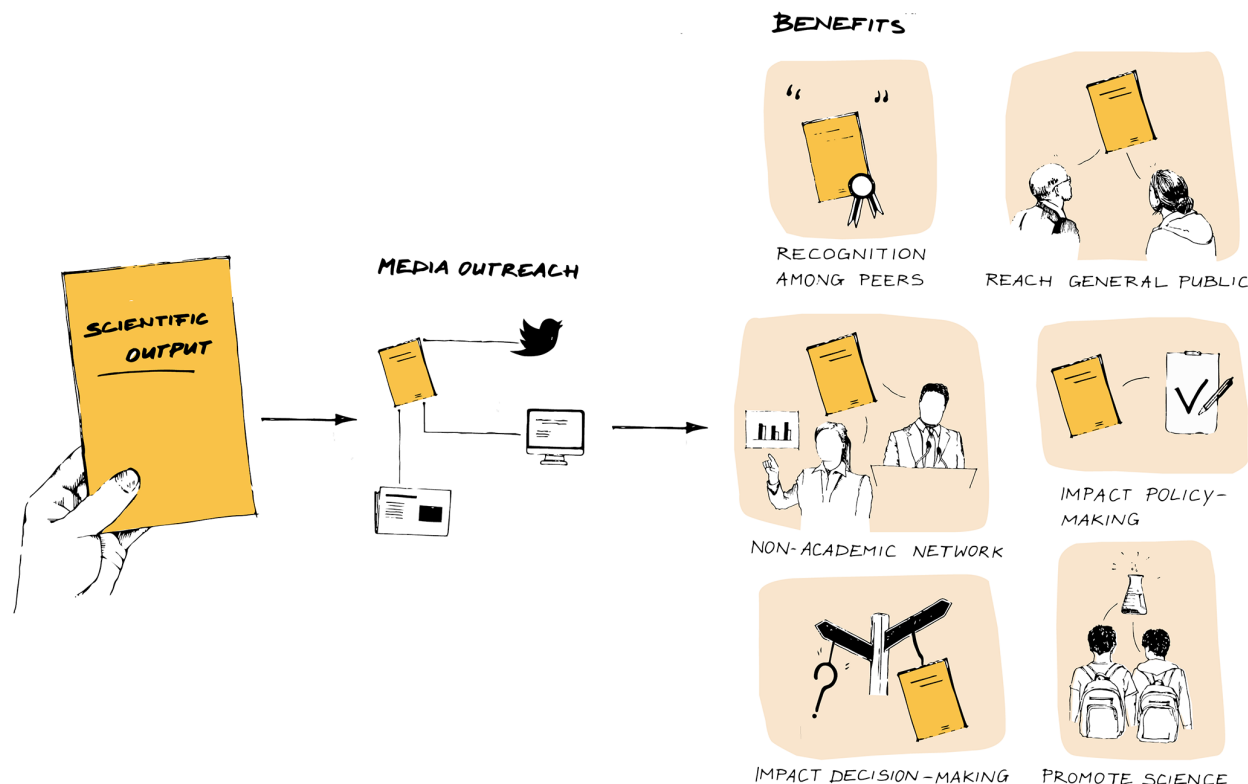 BENEFITS
SCIENTIFIC
OUTPUT
MEDIA OUTREACH
RECOGNITION
AMONG PEERS
REACH GENERAL PUBLIC
NON-ACADEMIC NETWORK
IMPACT POLICY-
MAKING
IMPACT DECISION-MAKING
PROMOTE SCIENCE